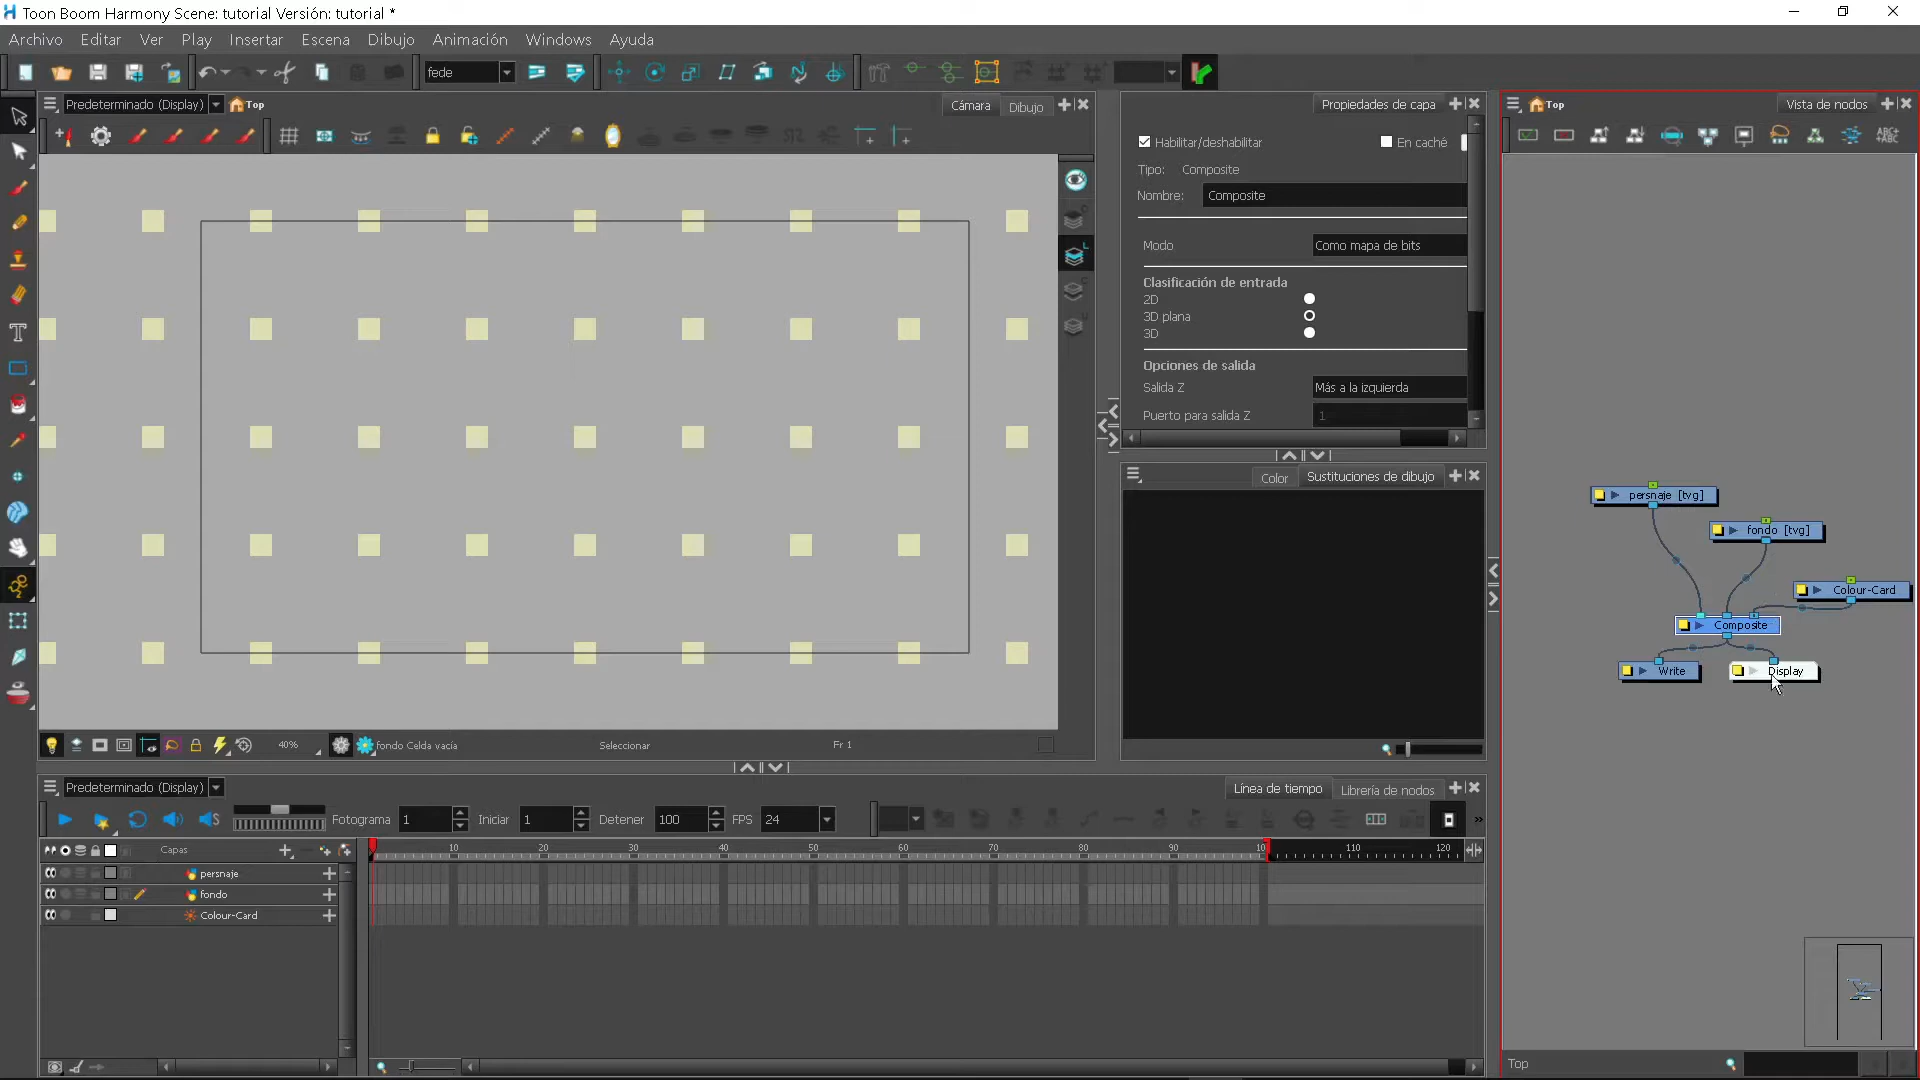 Toon Boom Harmony Scene: tutorial Versión: tutorial *
Archivo Editar Ver Play Insertar Escena Dibujo Animación Windows Ayuda
fede
Predeterminado (Display) Top Cámara Dibujo
Propiedades de capa
Top Vista de nodos
ABC+
ABC
Habilitar/deshabilitar En caché
Tipo: Composite
Nombre: Composite
Modo Como mapa de bits
Clasificación de entrada
2D
3D plana
3D
Opciones de salida
Salida Z Más a la izquierda
Puerto para salida Z 1
Color Sustituciones de dibujo
persnaje [tvg]
fondo [tvg]
Colour-Card
Composite
Write Display
40% fondo Celda vacía Seleccionar Fr 1
Predeterminado (Display) Línea de tiempo Librería de nodos
Fotograma 1 Iniciar 1 Detener 100 FPS 24
Capas
10 20 30 40 50 60 70 80 90 10 110 120
persnaje
fondo
Colour-Card
Top